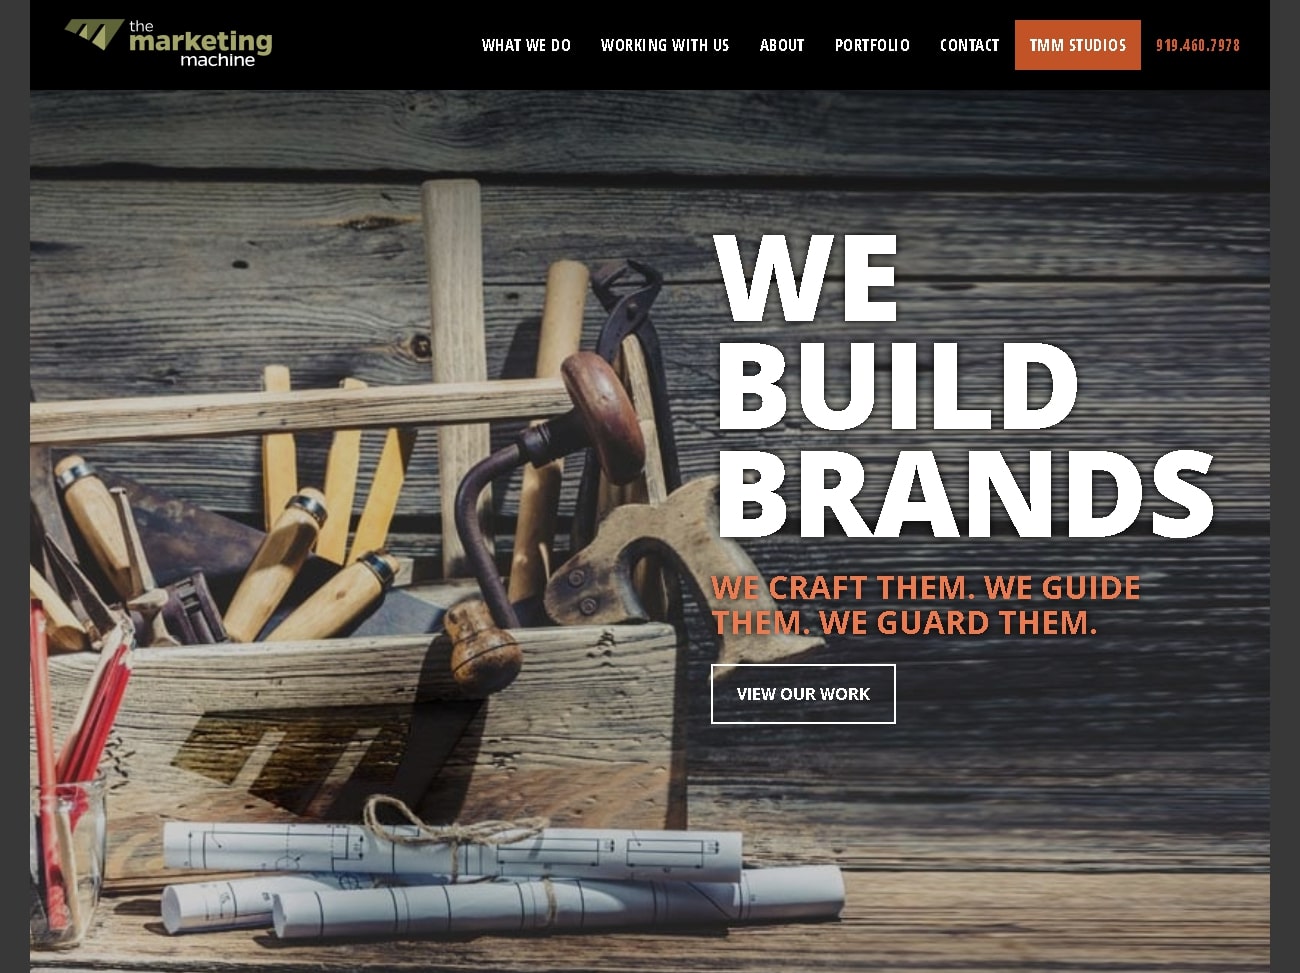 the
marketing
machine
WHAT WE DO WORKING WITH US ABOUT PORTFOLIO CONTACT TMM STUDIOS 919.460.7978
WE
BUILD
BRANDS
WE CRAFT THEM. WE GUIDE
THEM. WE GUARD THEM.
VIEW OUR WORK